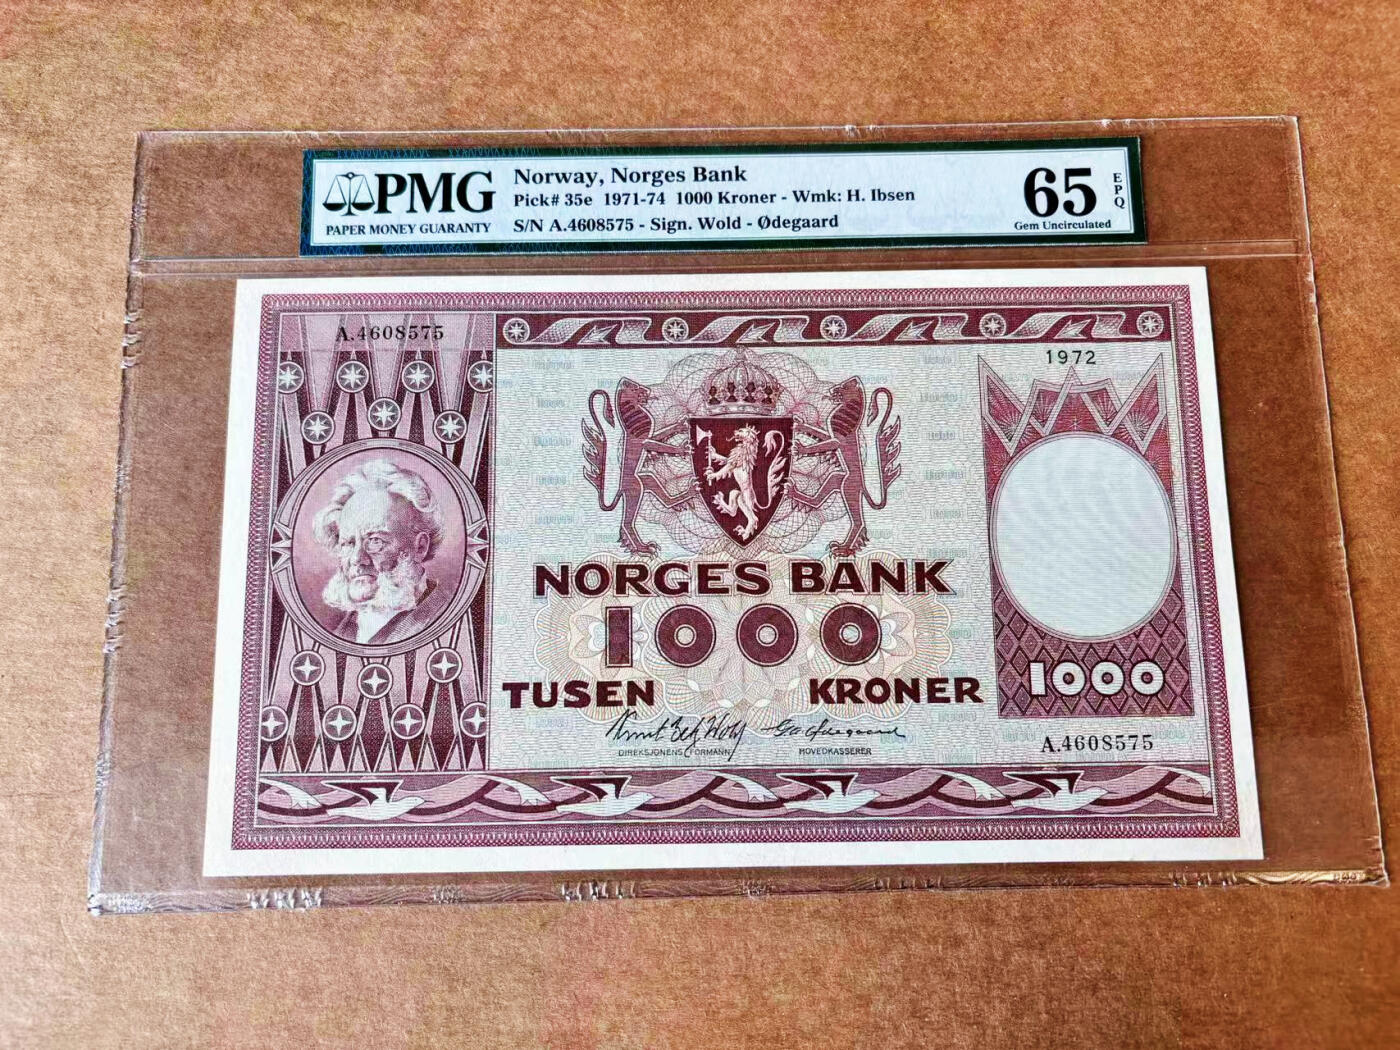 PMG
PAPER MONEY GUARANTY
Norway, Norges Bank
Pick# 35e 1971-74 1000 Kroner - Wmk: H. Ibsen
S/N A.4608575 - Sign. Wold - Ødegaard
65
EPQ
Gem Uncirculated
A.4608575
1972
NORGES BANK
1000
TUSEN KRONER
1000
DIREKSJONENS FORMANN
HOVEDKASSERER
A.4608575